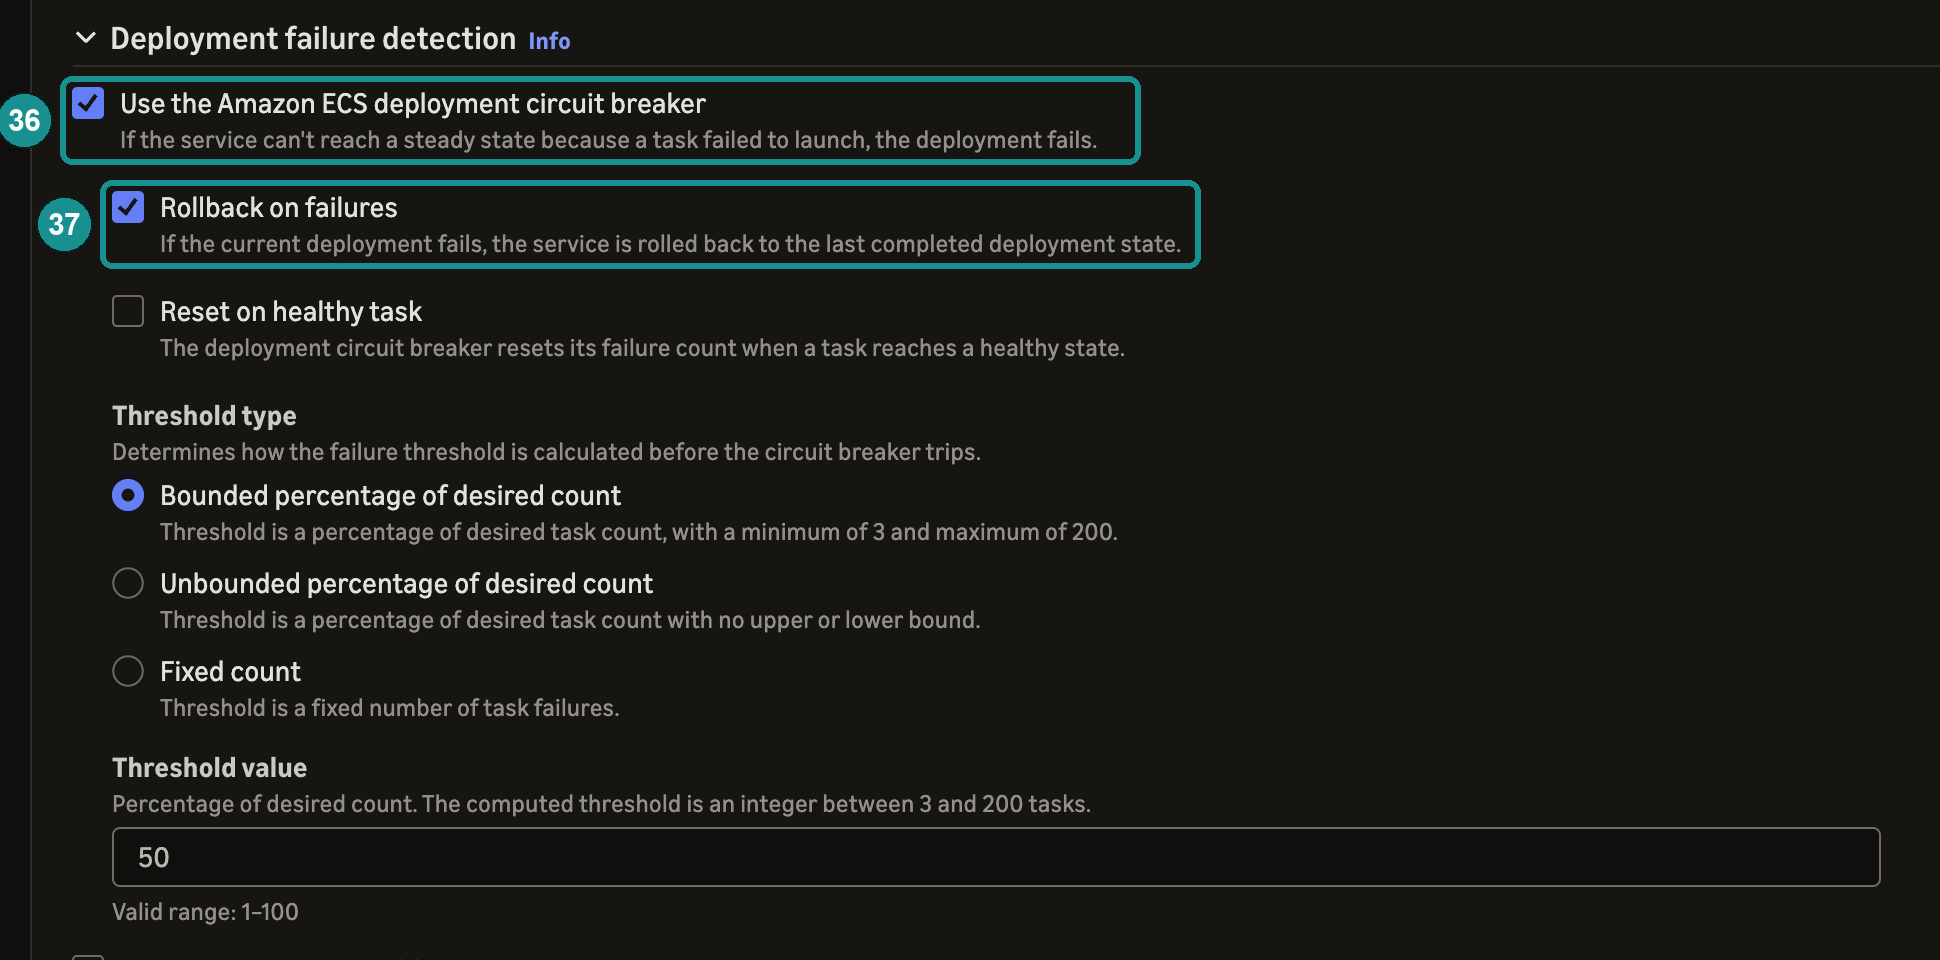 Deployment failure detection Info
36
Use the Amazon ECS deployment circuit breaker
If the service can't reach a steady state because a task failed to launch, the deployment fails.
37
Rollback on failures
If the current deployment fails, the service is rolled back to the last completed deployment state.
Reset on healthy task
The deployment circuit breaker resets its failure count when a task reaches a healthy state.
Threshold type
Determines how the failure threshold is calculated before the circuit breaker trips.
Bounded percentage of desired count
Threshold is a percentage of desired task count, with a minimum of 3 and maximum of 200.
Unbounded percentage of desired count
Threshold is a percentage of desired task count with no upper or lower bound.
Fixed count
Threshold is a fixed number of task failures.
Threshold value
Percentage of desired count. The computed threshold is an integer between 3 and 200 tasks.
50
Valid range: 1–100